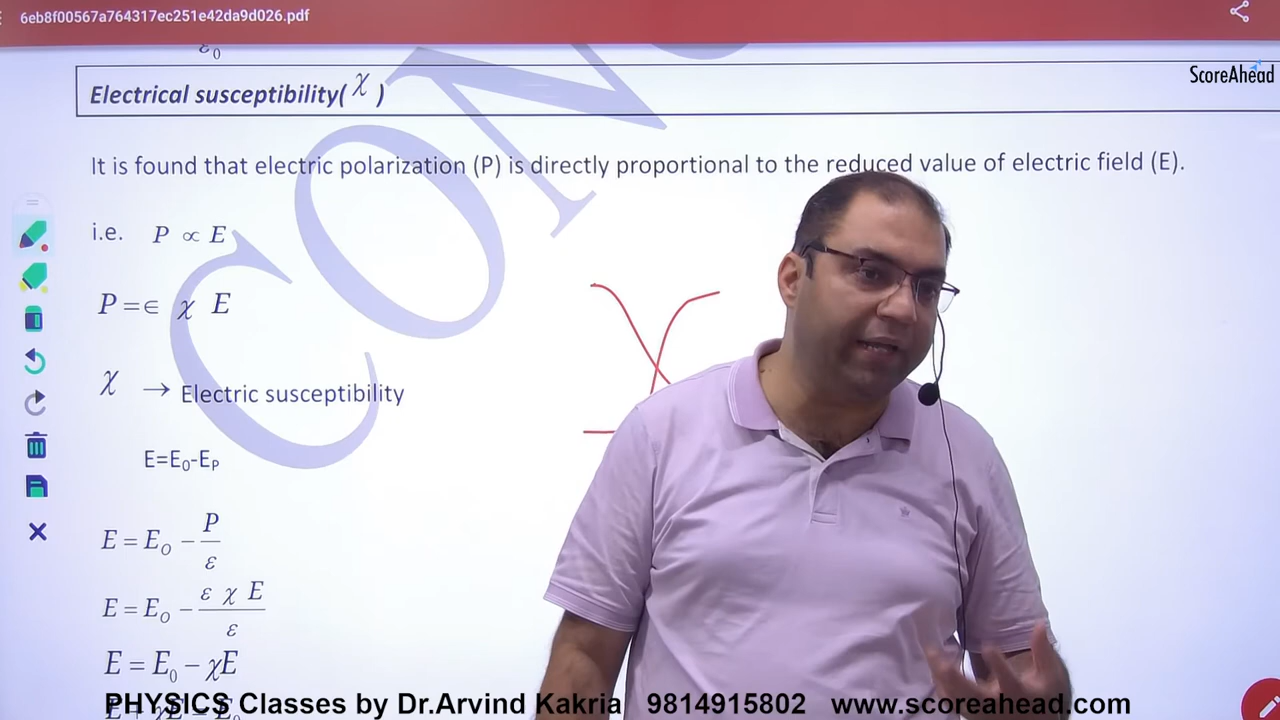 6eb8f00567a764317ec251e42da9d026.pdf
ε₀
ScoreAhead
Electrical susceptibility( χ )
It is found that electric polarization (P) is directly proportional to the reduced value of electric field (E).
i.e. P ∝ E
P =∈ χ E
χ → Electric susceptibility
E=E₀-Eₚ
E = E₀ − P/ε
E = E₀ − ε χ E/ε
E = E₀ − χE
CON
PHYSICS Classes by Dr.Arvind Kakria 9814915802 www.scoreahead.com